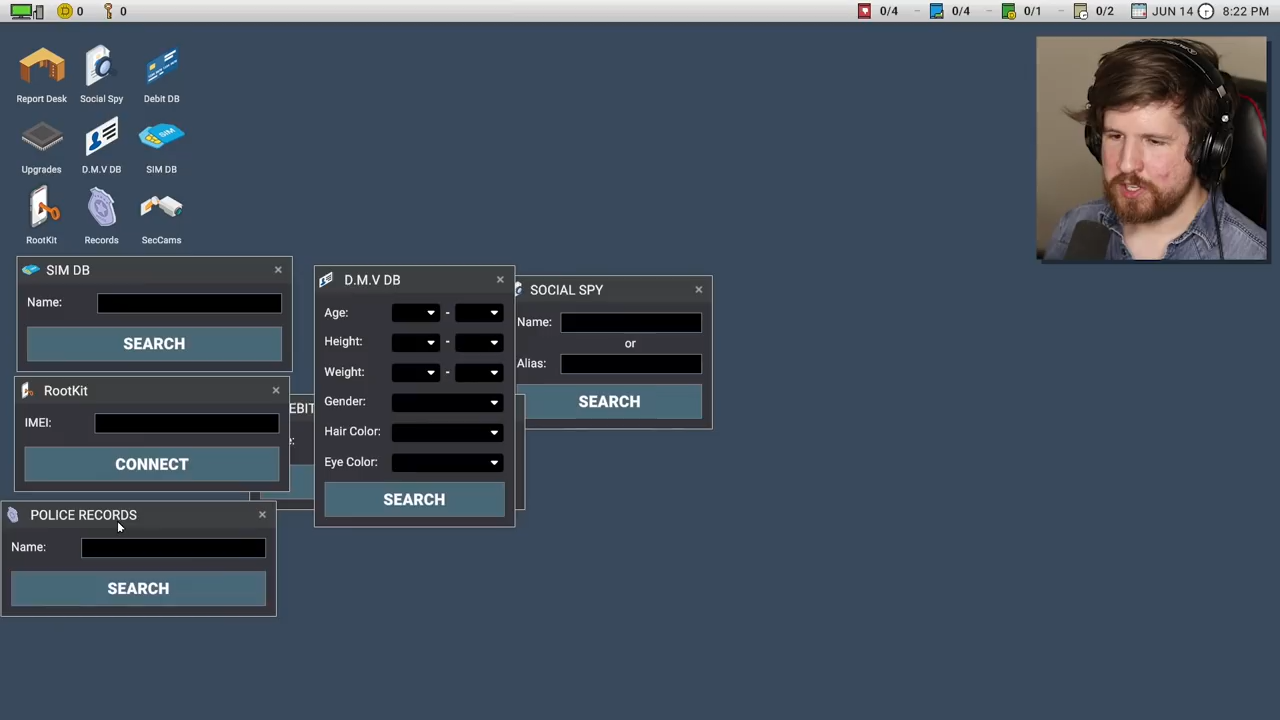 0
0
0/4
0/4
0/1
0/2
JUN 14
8:22 PM
Report Desk
Social Spy
Debit DB
Upgrades
D.M.V DB
SIM DB
RootKit
Records
SecCams
SIM DB
Name:
SEARCH
RootKit
IMEI:
CONNECT
POLICE RECORDS
Name:
SEARCH
EBIT
e:
D.M.V DB
Age:
-
Height:
-
Weight:
-
Gender:
Hair Color:
Eye Color:
SEARCH
SOCIAL SPY
Name:
or
Alias:
SEARCH